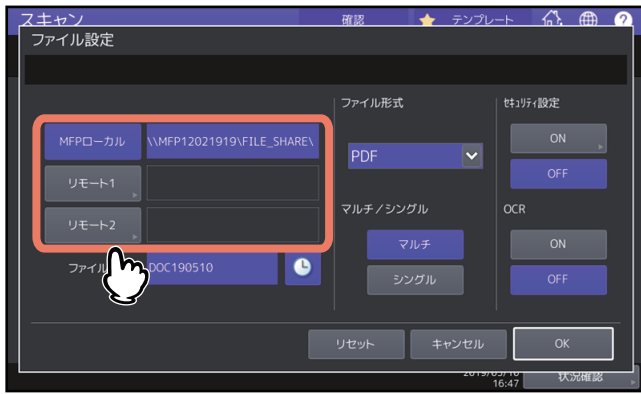 スキャン 確認 テンプレート ?
ファイル設定
ファイル形式 セキュリティ設定
MFPローカル \\MFP12021919\FILE_SHARE\
ON
PDF
リモート1
OFF
マルチ/シングル OCR
リモート2
マルチ ON
ファイル DOC190510
シングル OFF
リセット キャンセル OK
16:47 状況確認